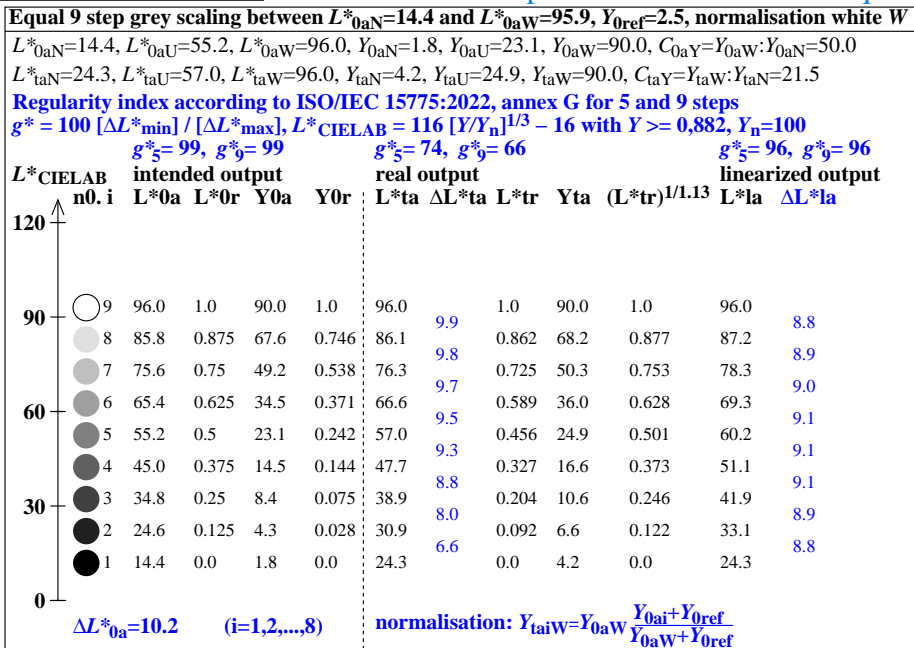 Equal 9 step grey scaling between L*0aN=14.4 and L*0aW=95.9, Y0ref=2.5, normalisation white W
L*0aN=14.4, L*0aU=55.2, L*0aW=96.0, Y0aN=1.8, Y0aU=23.1, Y0aW=90.0, C0aY=Y0aW:Y0aN=50.0
L*taN=24.3, L*taU=57.0, L*taW=96.0, YtaN=4.2, YtaU=24.9, YtaW=90.0, CtaY=YtaW:YtaN=21.5
Regularity index according to ISO/IEC 15775:2022, annex G for 5 and 9 steps
g* = 100 [ΔL*min] / [ΔL*max], L*CIELAB = 116 [Y/Yn]1/3 – 16 with Y >= 0,882, Yn=100
g*5= 99, g*9= 99 g*5= 74, g*9= 66 g*5= 96, g*9= 96
L*CIELAB intended output real output linearized output
n0. i L*0a L*0r Y0a Y0r L*ta ΔL*ta L*tr Yta (L*tr)1/1.13 L*la ΔL*la
120
9 96.0 1.0 90.0 1.0 96.0 1.0 90.0 1.0 96.0
90 9.9 8.8
8 85.8 0.875 67.6 0.746 86.1 0.862 68.2 0.877 87.2
9.8 8.9
7 75.6 0.75 49.2 0.538 76.3 0.725 50.3 0.753 78.3
9.7 9.0
6 65.4 0.625 34.5 0.371 66.6 0.589 36.0 0.628 69.3
60 9.5 9.1
5 55.2 0.5 23.1 0.242 57.0 0.456 24.9 0.501 60.2
9.3 9.1
4 45.0 0.375 14.5 0.144 47.7 0.327 16.6 0.373 51.1
8.8 9.1
3 34.8 0.25 8.4 0.075 38.9 0.204 10.6 0.246 41.9
30 8.0 8.9
2 24.6 0.125 4.3 0.028 30.9 0.092 6.6 0.122 33.1
6.6 8.8
1 14.4 0.0 1.8 0.0 24.3 0.0 4.2 0.0 24.3
0
ΔL*0a=10.2 (i=1,2,...,8) normalisation: YtaiW=Y0aW Y0ai+Y0ref
Y0aW+Y0ref